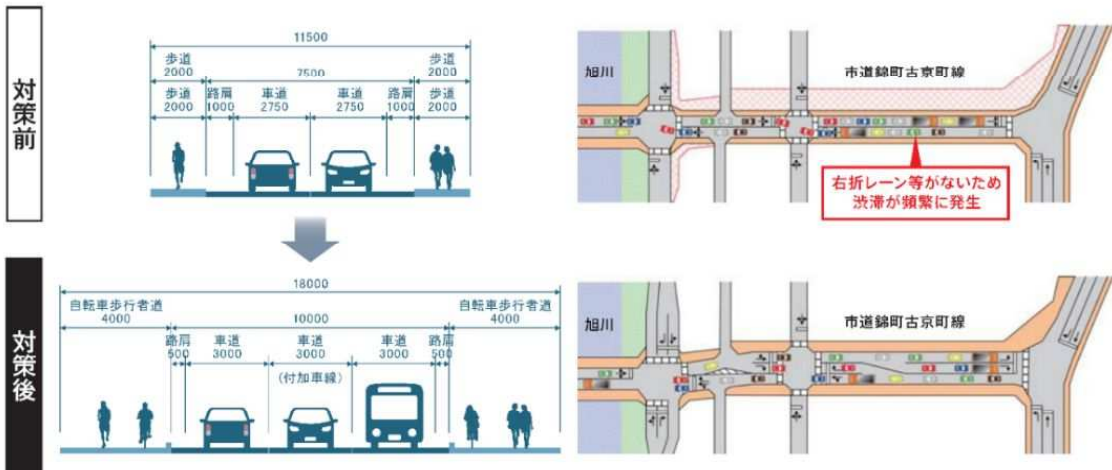 対策前
11500
歩道
2000
7500
歩道
2000
歩道
2000
路肩
1000
車道
2750
車道
2750
路肩
1000
歩道
2000
旭川
市道錦町古京町線
右折レーン等がないため
渋滞が頻繁に発生
対策後
18000
自転車歩行者道
4000
10000
自転車歩行者道
4000
路肩
500
車道
3000
車道
3000
(付加車線)
車道
3000
路肩
500
旭川
市道錦町古京町線